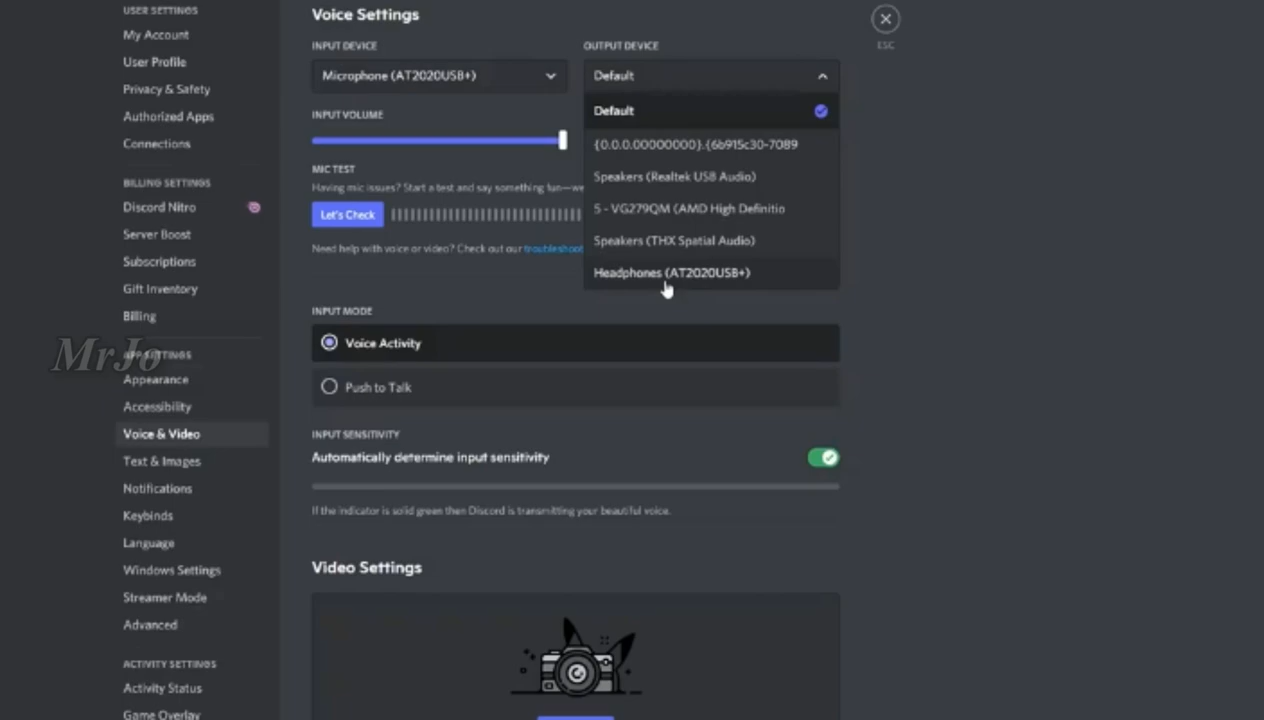 USER SETTINGS
My Account
User Profile
Privacy & Safety
Authorized Apps
Connections
BILLING SETTINGS
Discord Nitro
Server Boost
Subscriptions
Gift Inventory
Billing
MrJo
APP SETTINGS
Appearance
Accessibility
Voice & Video
Text & Images
Notifications
Keybinds
Language
Windows Settings
Streamer Mode
Advanced
ACTIVITY SETTINGS
Activity Status
Game Overlay
Voice Settings
INPUT DEVICE
Microphone (AT2020USB+)
INPUT VOLUME
MIC TEST
Having mic issues? Start a test and say something fun—we
Let's Check
Need help with voice or video? Check out our troubleshoot
OUTPUT DEVICE
Default
Default
{0.0.0.00000000}.{6b915c30-7089
Speakers (Realtek USB Audio)
5 - VG279QM (AMD High Definitio
Speakers (THX Spatial Audio)
Headphones (AT2020USB+)
INPUT MODE
Voice Activity
Push to Talk
INPUT SENSITIVITY
Automatically determine input sensitivity
If the indicator is solid green then Discord is transmitting your beautiful voice.
Video Settings
ESC